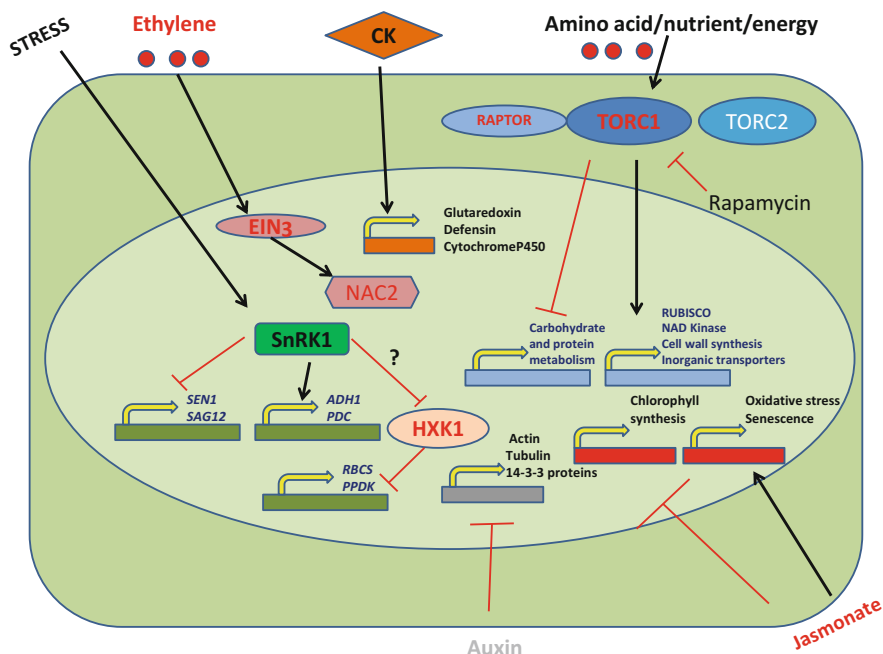 STRESS
Ethylene
CK
Amino acid/nutrient/energy
RAPTOR
TORC1
TORC2
Rapamycin
EIN3
Glutaredoxin
Defensin
CytochromeP450
NAC2
SnRK1
?
Carbohydrate
and protein
metabolism
RUBISCO
NAD Kinase
Cell wall synthesis
Inorganic transporters
SEN1
SAG12
ADH1
PDC
HXK1
Chlorophyll
synthesis
Oxidative stress
Senescence
RBCS
PPDK
Actin
Tubulin
14-3-3 proteins
Auxin
Jasmonate